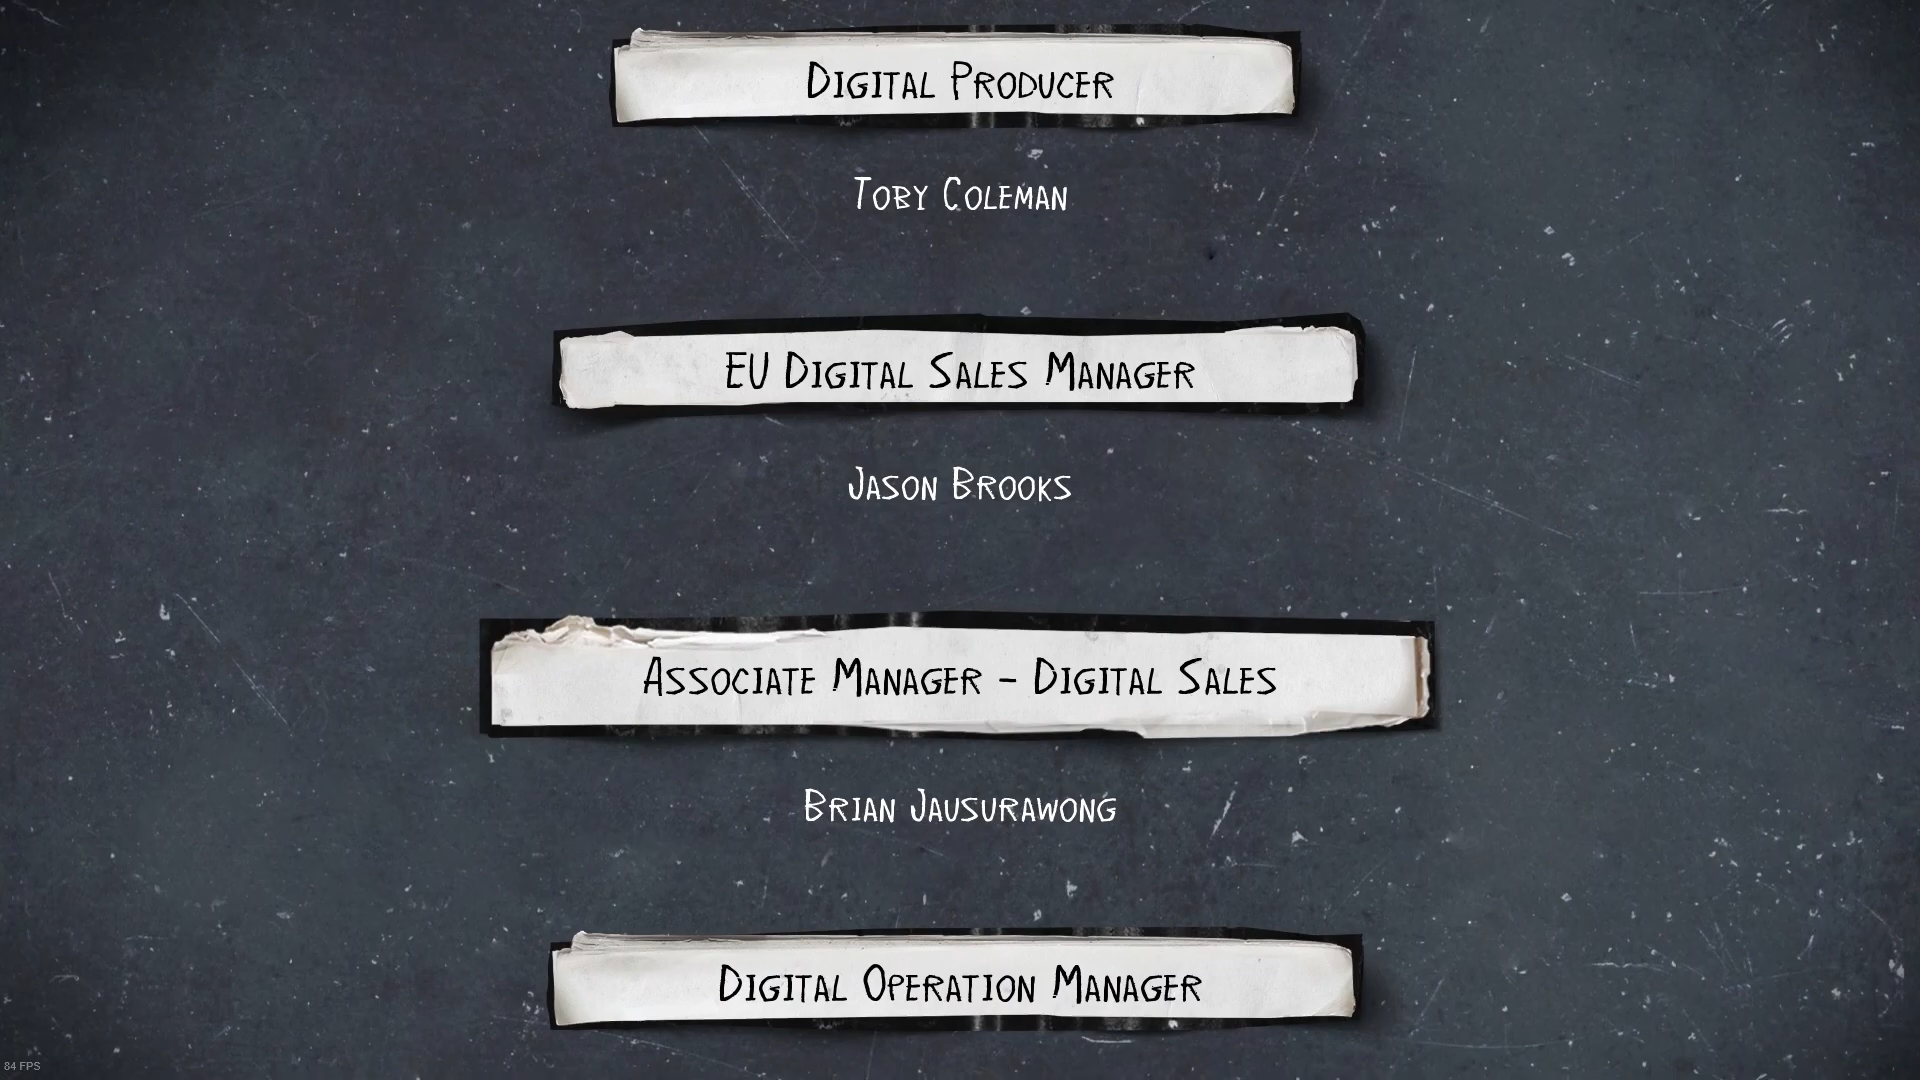 Digital Producer
Toby Coleman
EU Digital Sales Manager
Jason Brooks
Associate Manager - Digital Sales
Brian Jausurawong
Digital Operation Manager
84 FPS